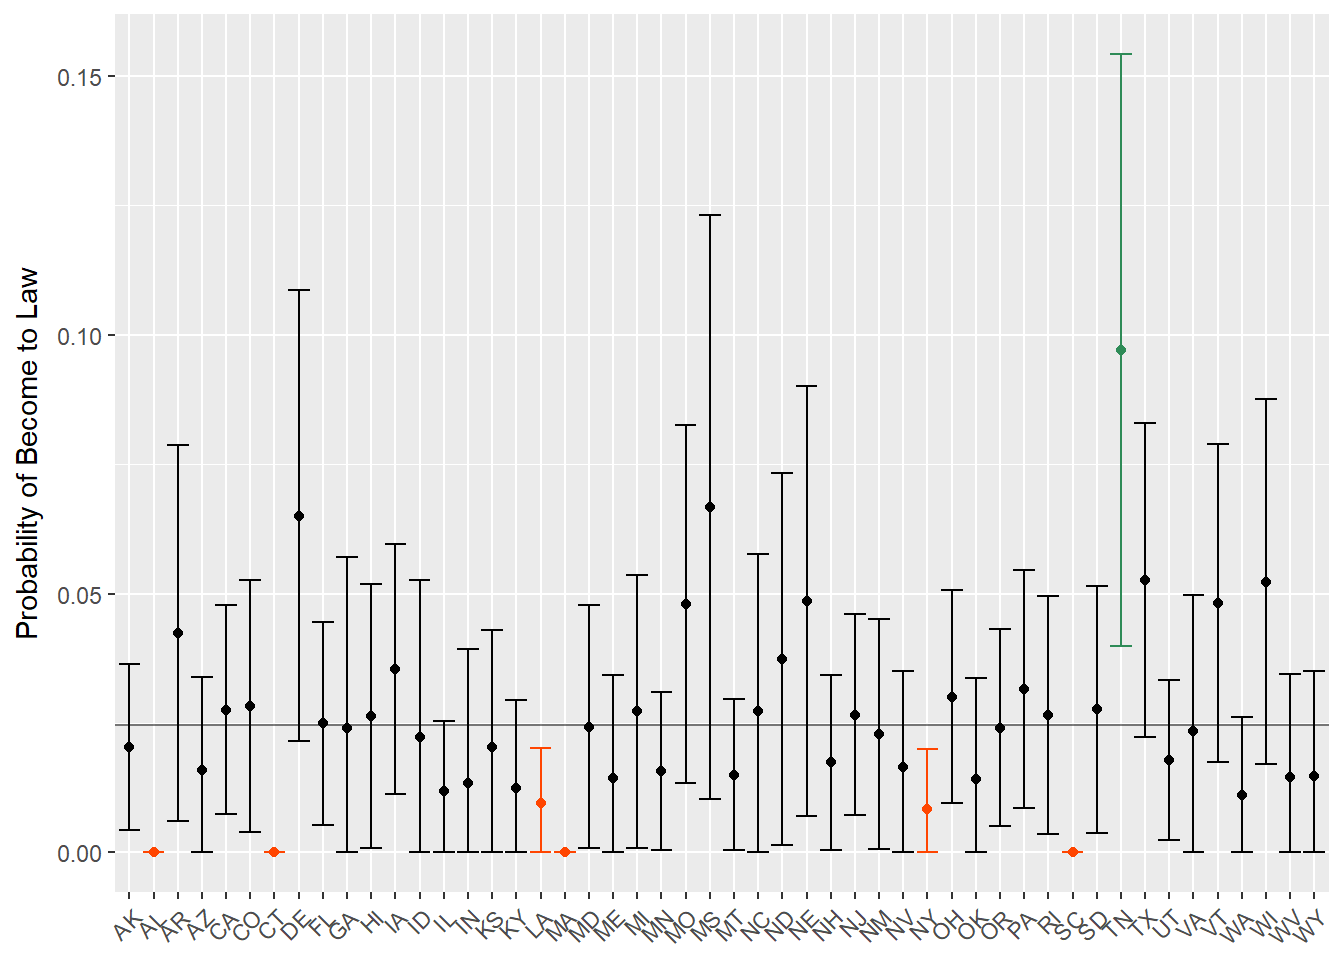 Probability of Become to Law
0.15
0.10
0.05
0.00
AK AL AR AZ CA CO CT DE FL GA HI IA ID IL IN KS KY LA MA MD ME MI MN MO MS MT NC ND NE NH NJ NM NV NY OH OK OR PA RI SC SD TN TX UT VA VT WA WI WV WY